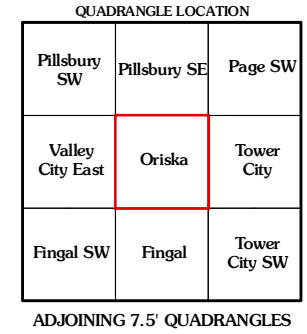 QUADRANGLE LOCATION
Pillsbury
SW
Pillsbury SE
Page SW
Valley
City East
Oriska
Tower
City
Fingal SW
Fingal
Tower
City SW
ADJOINING 7.5' QUADRANGLES